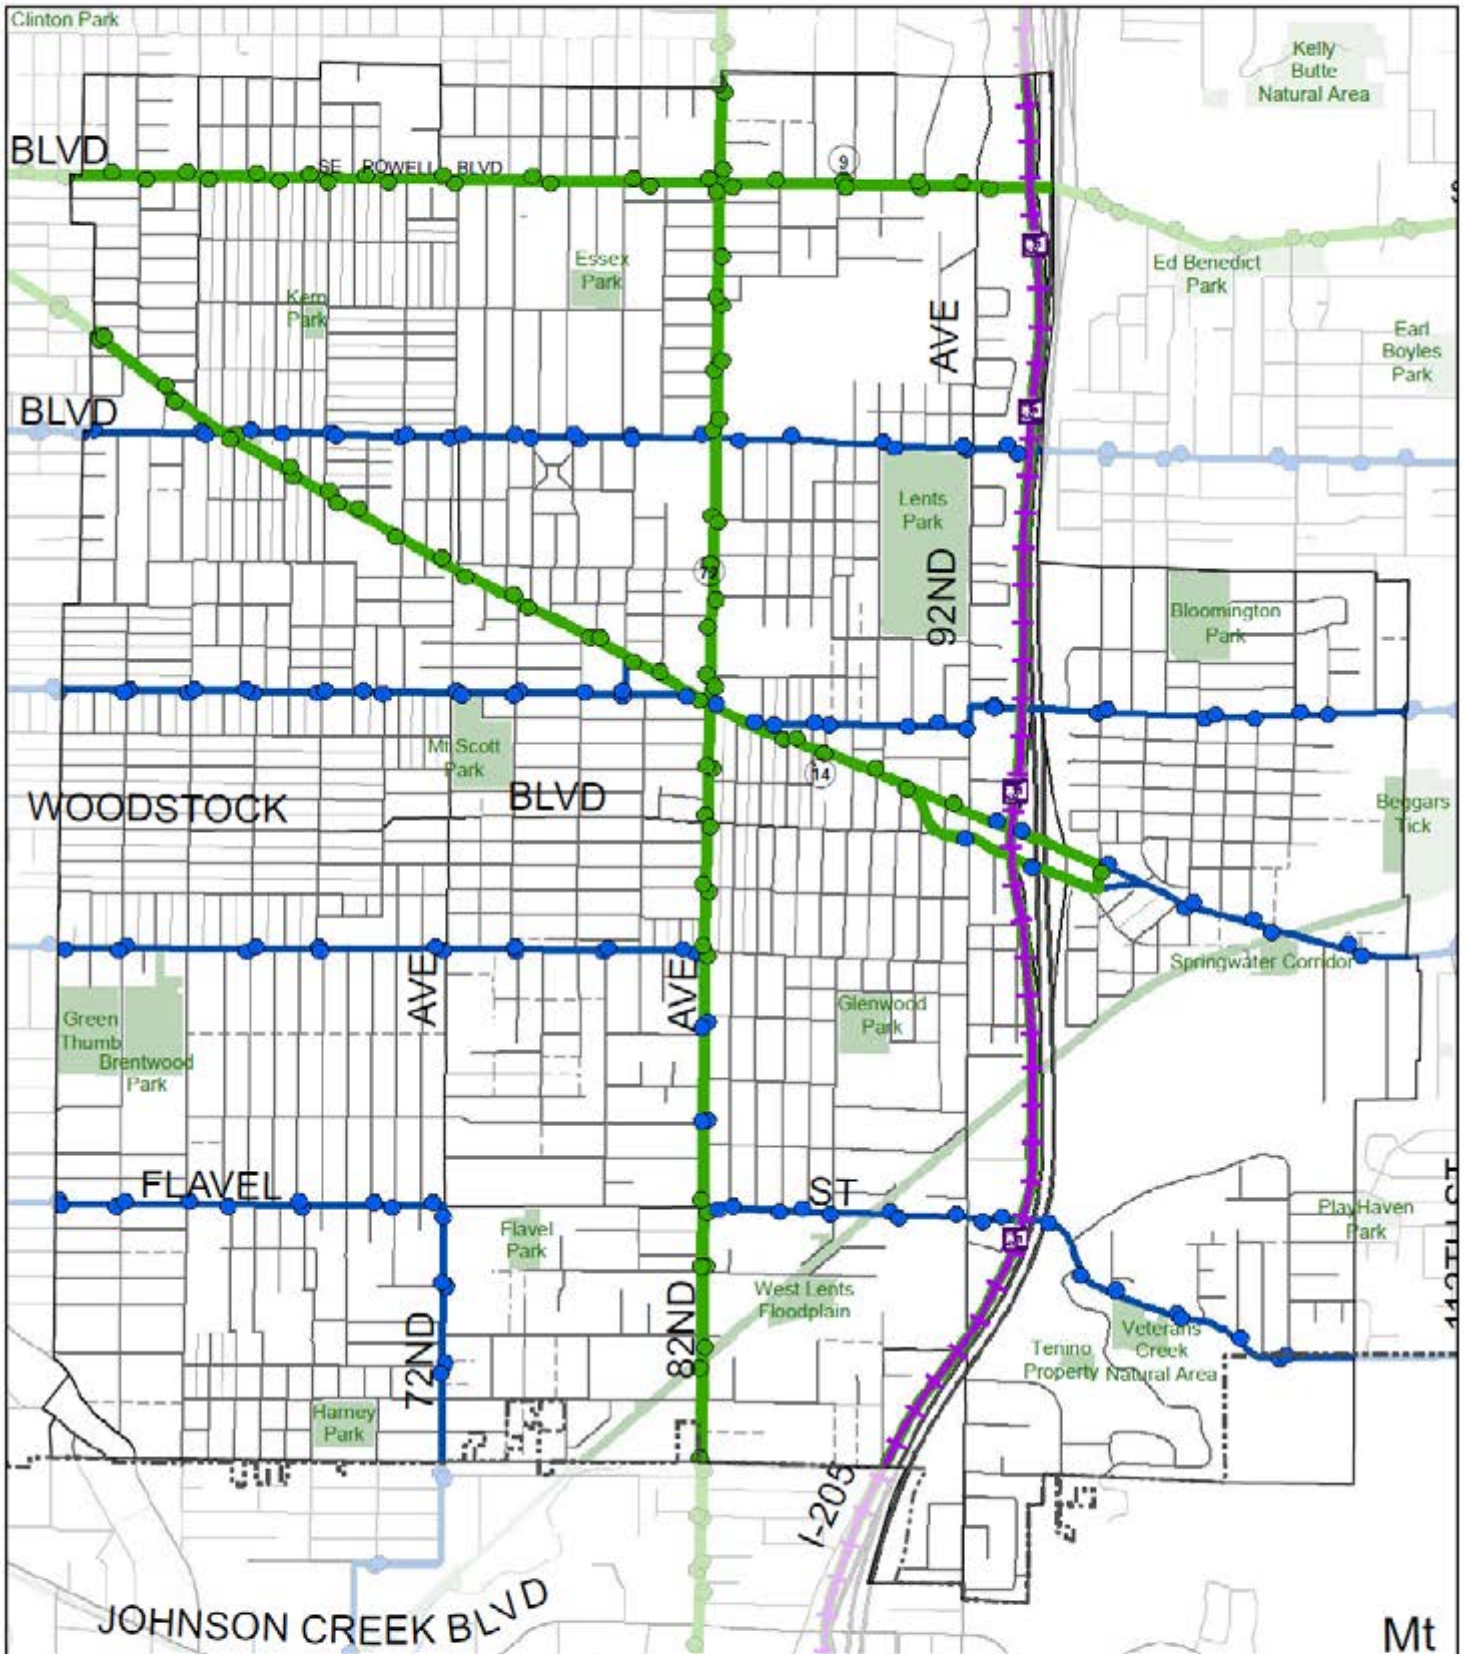 Clinton Park
Kelly
Butte
Natural Area
BLVD
SE POWELL BLVD
9
Essex
Park
Ed Benedict
Park
Kern
Park
AVE
Earl
Boyles
Park
BLVD
Lents
Park
92ND
Bloomington
Park
Mt Scott
Park
14
WOODSTOCK
BLVD
Beggars
Tick
Springwater Corridor
AVE
AVE
Glenwood
Park
Green
Thumb
Brentwood
Park
FLAVEL
ST
Flavel
Park
PlayHaven
Park
112TH ST
West Lents
Floodplain
82ND
72ND
Veterans
Creek
Natural Area
Tenino
Property
Harney
Park
I-205
JOHNSON CREEK BLVD
Mt